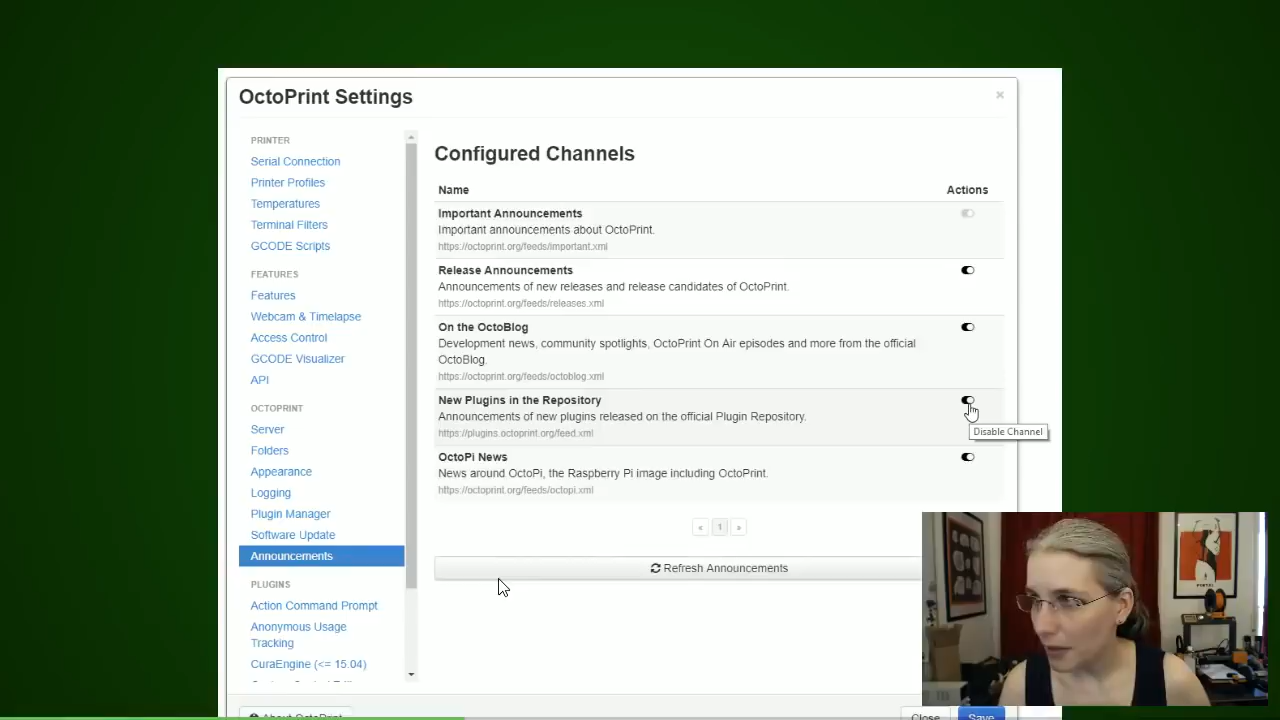 OctoPrint Settings
×
PRINTER
Serial Connection
Printer Profiles
Temperatures
Terminal Filters
GCODE Scripts
FEATURES
Features
Webcam & Timelapse
Access Control
GCODE Visualizer
API
OCTOPRINT
Server
Folders
Appearance
Logging
Plugin Manager
Software Update
Announcements
PLUGINS
Action Command Prompt
Anonymous Usage
Tracking
CuraEngine (<= 15.04)
About OctoPrint
Configured Channels
Name Actions
Important Announcements
Important announcements about OctoPrint.
https://octoprint.org/feeds/important.xml
Release Announcements
Announcements of new releases and release candidates of OctoPrint.
https://octoprint.org/feeds/releases.xml
On the OctoBlog
Development news, community spotlights, OctoPrint On Air episodes and more from the official
OctoBlog.
https://octoprint.org/feeds/octoblog.xml
New Plugins in the Repository
Announcements of new plugins released on the official Plugin Repository.
https://plugins.octoprint.org/feed.xml
Disable Channel
OctoPi News
News around OctoPi, the Raspberry Pi image including OctoPrint.
https://octoprint.org/feeds/octopi.xml
« 1 »
Refresh Announcements
Close Save